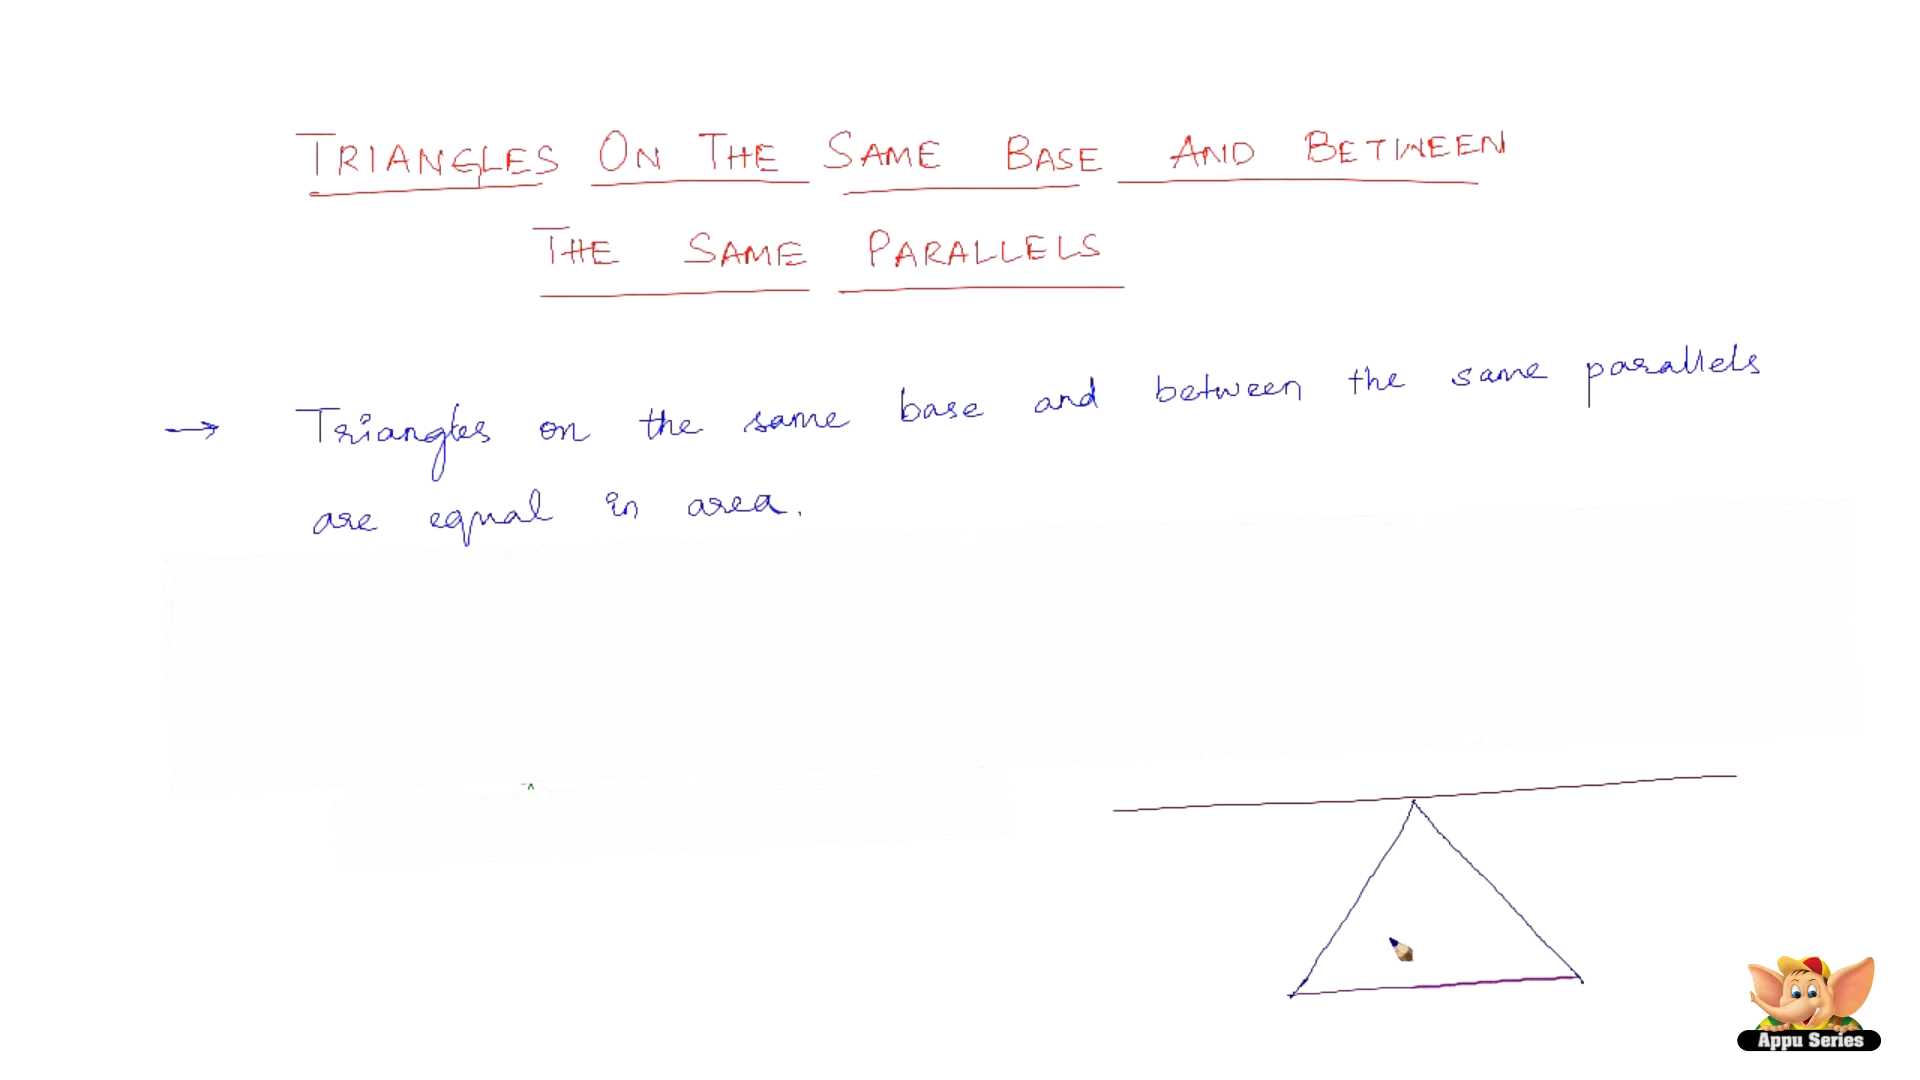 TRIANGLES ON THE SAME BASE AND BETWEEN
THE SAME PARALLELS
→ Triangles on the same base and between the same parallels
are equal in area.
Appu Series